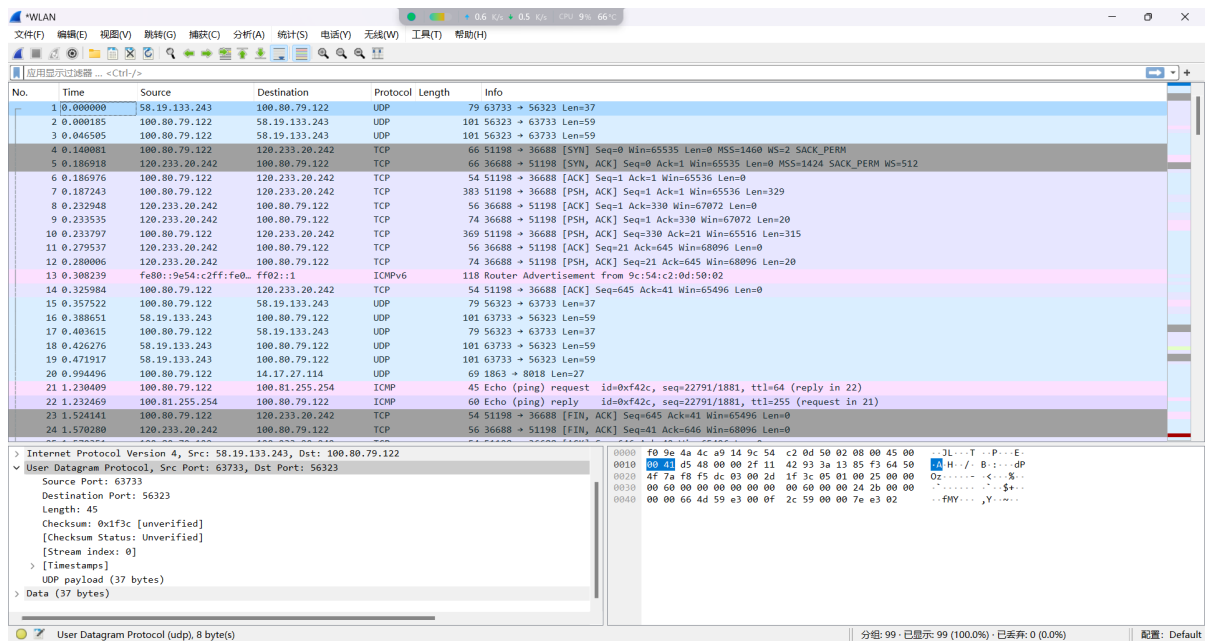 *WLAN
0.6 K/s 0.5 K/s CPU 9% 66℃
文件(F) 编辑(E) 视图(V) 跳转(G) 捕获(C) 分析(A) 统计(S) 电话(Y) 无线(W) 工具(T) 帮助(H)
应用显示过滤器 … <Ctrl-/>
No. Time Source Destination Protocol Length Info
1 0.000000 58.19.133.243 100.80.79.122 UDP 79 63733 → 56323 Len=37
2 0.000185 100.80.79.122 58.19.133.243 UDP 101 56323 → 63733 Len=59
3 0.046505 100.80.79.122 58.19.133.243 UDP 101 56323 → 63733 Len=59
4 0.140081 100.80.79.122 120.233.20.242 TCP 66 51198 → 36688 [SYN] Seq=0 Win=65535 Len=0 MSS=1460 WS=2 SACK_PERM
5 0.186918 120.233.20.242 100.80.79.122 TCP 66 36688 → 51198 [SYN, ACK] Seq=0 Ack=1 Win=65535 Len=0 MSS=1424 SACK_PERM WS=512
6 0.186976 100.80.79.122 120.233.20.242 TCP 54 51198 → 36688 [ACK] Seq=1 Ack=1 Win=65536 Len=0
7 0.187243 100.80.79.122 120.233.20.242 TCP 383 51198 → 36688 [PSH, ACK] Seq=1 Ack=1 Win=65536 Len=329
8 0.232948 120.233.20.242 100.80.79.122 TCP 56 36688 → 51198 [ACK] Seq=1 Ack=330 Win=67072 Len=0
9 0.233535 120.233.20.242 100.80.79.122 TCP 74 36688 → 51198 [PSH, ACK] Seq=1 Ack=330 Win=67072 Len=20
10 0.233797 100.80.79.122 120.233.20.242 TCP 369 51198 → 36688 [PSH, ACK] Seq=330 Ack=21 Win=65516 Len=315
11 0.279537 120.233.20.242 100.80.79.122 TCP 56 36688 → 51198 [ACK] Seq=21 Ack=645 Win=68096 Len=0
12 0.280006 120.233.20.242 100.80.79.122 TCP 74 36688 → 51198 [PSH, ACK] Seq=21 Ack=645 Win=68096 Len=20
13 0.308239 fe80::9e54:c2ff:fe0… ff02::1 ICMPv6 118 Router Advertisement from 9c:54:c2:0d:50:02
14 0.325984 100.80.79.122 120.233.20.242 TCP 54 51198 → 36688 [ACK] Seq=645 Ack=41 Win=65496 Len=0
15 0.357522 100.80.79.122 58.19.133.243 UDP 79 56323 → 63733 Len=37
16 0.388651 58.19.133.243 100.80.79.122 UDP 101 63733 → 56323 Len=59
17 0.403615 100.80.79.122 58.19.133.243 UDP 79 56323 → 63733 Len=37
18 0.426276 58.19.133.243 100.80.79.122 UDP 101 63733 → 56323 Len=59
19 0.471917 58.19.133.243 100.80.79.122 UDP 101 63733 → 56323 Len=59
20 0.994496 100.80.79.122 14.17.27.114 UDP 69 1863 → 8018 Len=27
21 1.230409 100.80.79.122 100.81.255.254 ICMP 45 Echo (ping) request id=0xf42c, seq=22791/1881, ttl=64 (reply in 22)
22 1.232469 100.81.255.254 100.80.79.122 ICMP 60 Echo (ping) reply id=0xf42c, seq=22791/1881, ttl=255 (request in 21)
23 1.524141 100.80.79.122 120.233.20.242 TCP 54 51198 → 36688 [FIN, ACK] Seq=645 Ack=41 Win=65496 Len=0
24 1.570280 120.233.20.242 100.80.79.122 TCP 56 36688 → 51198 [FIN, ACK] Seq=41 Ack=646 Win=68096 Len=0
Internet Protocol Version 4, Src: 58.19.133.243, Dst: 100.80.79.122
User Datagram Protocol, Src Port: 63733, Dst Port: 56323
Source Port: 63733
Destination Port: 56323
Length: 45
Checksum: 0x1f3c [unverified]
[Checksum Status: Unverified]
[Stream index: 0]
[Timestamps]
UDP payload (37 bytes)
Data (37 bytes)
0000 f0 9e 4a 4c a9 14 9c 54 c2 0d 50 02 08 00 45 00 ··JL···T ··P···E·
0010 00 41 d5 48 00 00 2f 11 42 93 3a 13 85 f3 64 50 ·A·H··/· B·:···dP
0020 4f 7a f8 f5 dc 03 00 2d 1f 3c 05 01 00 25 00 00 Oz·····- ·<···%··
0030 00 60 00 00 00 00 00 00 00 60 00 00 24 2b 00 00 ·`······ ·`··$+··
0040 00 00 66 4d 59 e3 00 0f 2c 59 00 00 7e e3 02 ··fMY··· ,Y··~··
User Datagram Protocol (udp), 8 byte(s)
分组: 99 · 已显示: 99 (100.0%) · 已丢弃: 0 (0.0%)
配置: Default